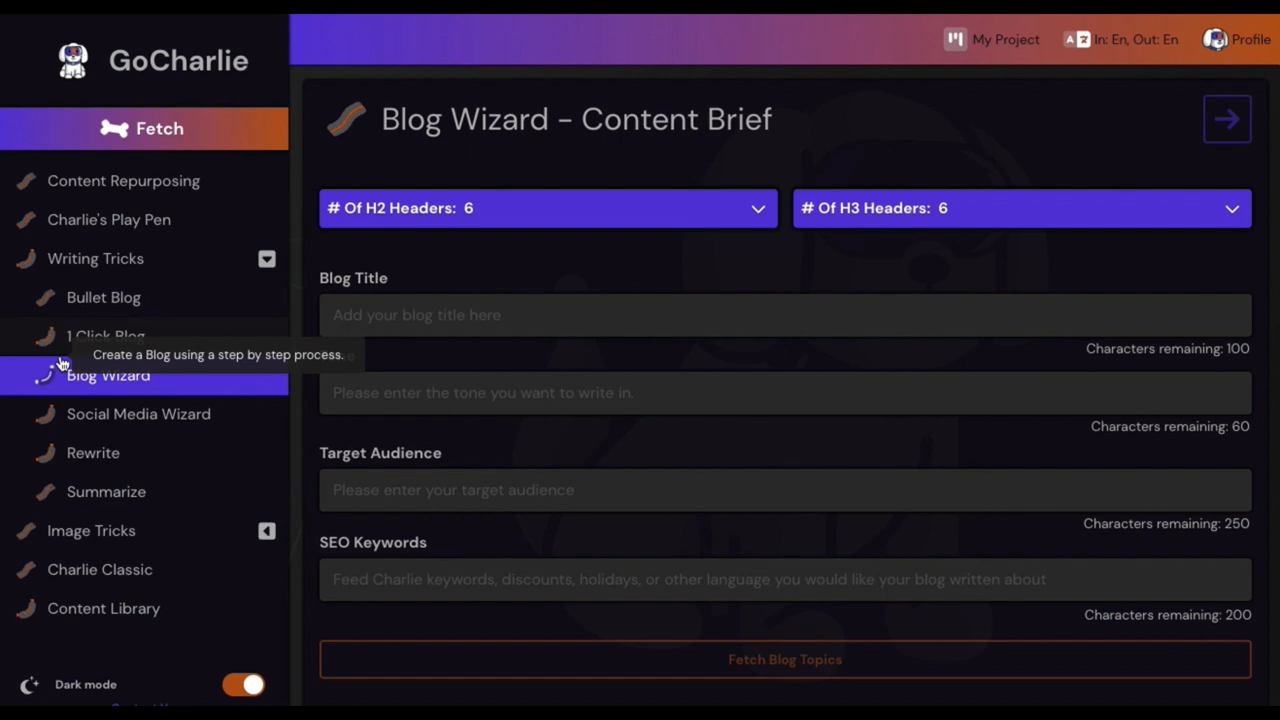 GoCharlie
Fetch
Content Repurposing
Charlie's Play Pen
Writing Tricks
Bullet Blog
1 Click Blog
Create a Blog using a step by step process.
Blog Wizard
Social Media Wizard
Rewrite
Summarize
Image Tricks
Charlie Classic
Content Library
Dark mode
My Project
In: En, Out: En
Profile
Blog Wizard - Content Brief
# Of H2 Headers: 6
# Of H3 Headers: 6
Blog Title
Add your blog title here
Characters remaining: 100
Please enter the tone you want to write in.
Characters remaining: 60
Target Audience
Please enter your target audience
Characters remaining: 250
SEO Keywords
Feed Charlie keywords, discounts, holidays, or other language you would like your blog written about
Characters remaining: 200
Fetch Blog Topics